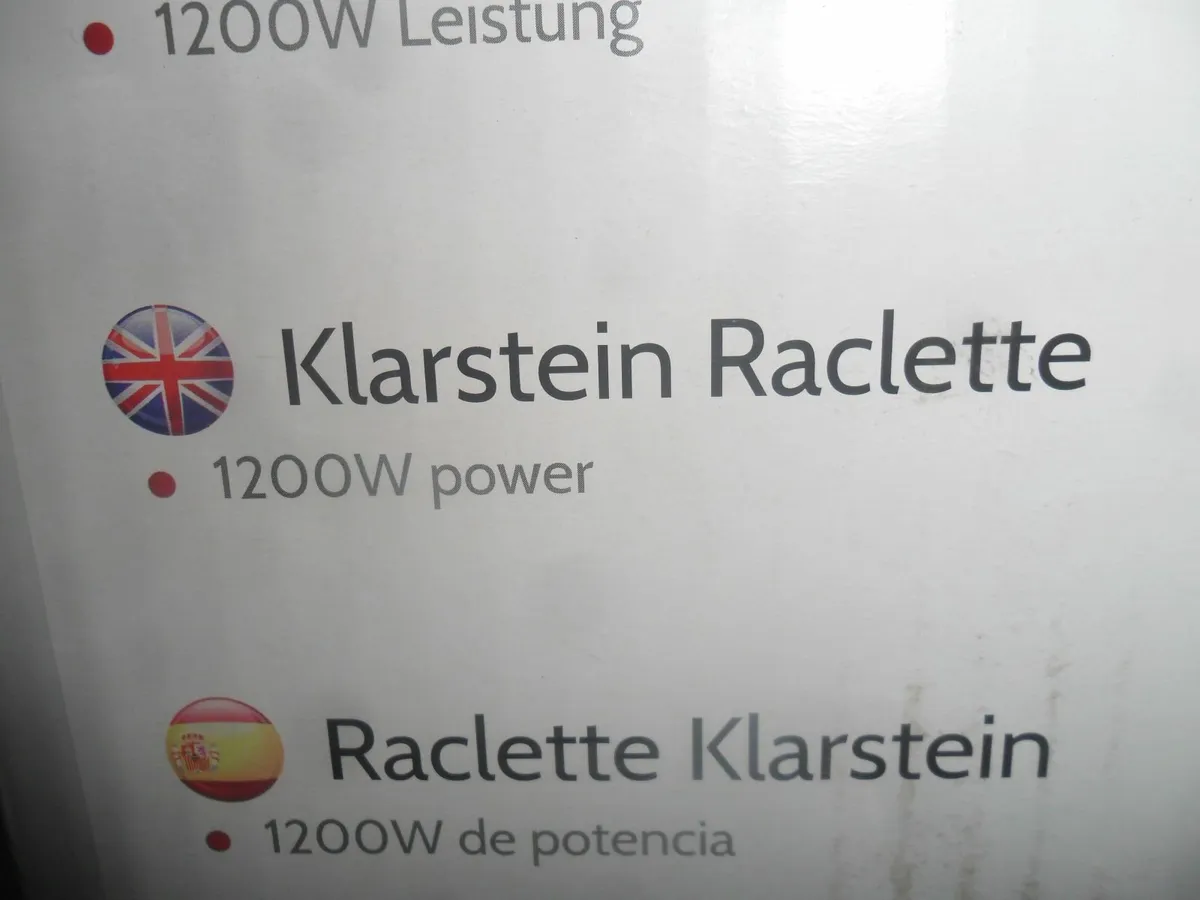 1200W Leistung
Klarstein Raclette
1200W power
Raclette Klarstein
1200W de potencia